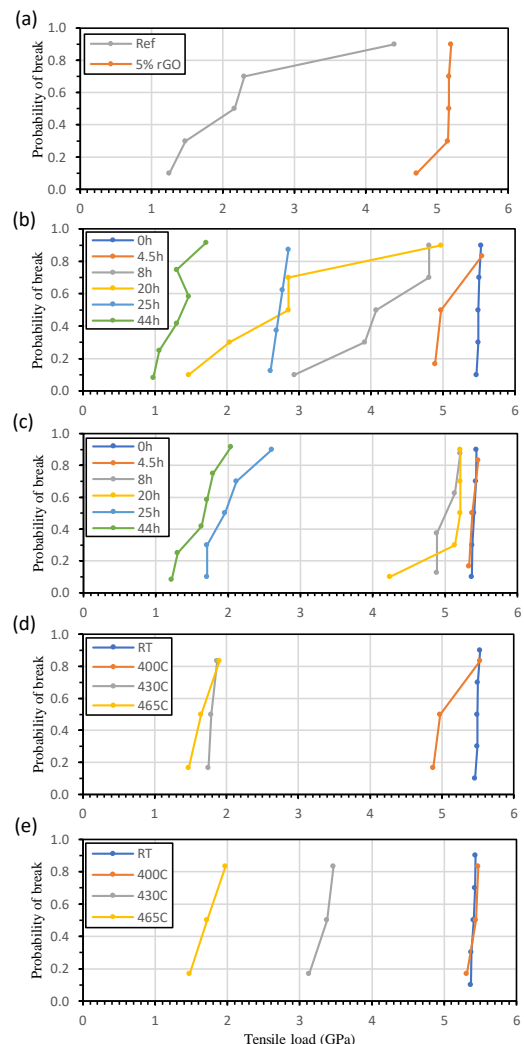 (a)
Probability of break
1.0
0.8
0.6
0.4
0.2
0.0
Ref
5% rGO
0 1 2 3 4 5 6
(b)
Probability of break
1.0
0.8
0.6
0.4
0.2
0.0
0h
4.5h
8h
20h
25h
44h
0 1 2 3 4 5 6
(c)
Probability of break
1.0
0.8
0.6
0.4
0.2
0.0
0h
4.5h
8h
20h
25h
44h
0 1 2 3 4 5 6
(d)
Probability of break
1.0
0.8
0.6
0.4
0.2
0.0
RT
400C
430C
465C
0 1 2 3 4 5 6
(e)
Probability of break
1.0
0.8
0.6
0.4
0.2
0.0
RT
400C
430C
465C
0 1 2 3 4 5 6
Tensile load (GPa)